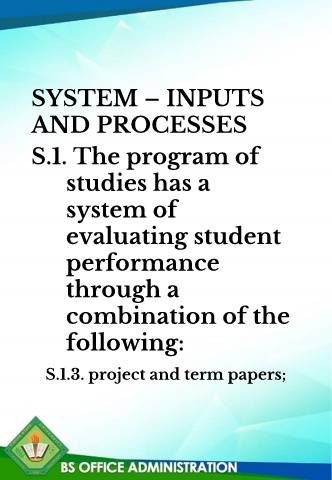 SYSTEM – INPUTS
AND PROCESSES
S.1. The program of
studies has a
system of
evaluating student
performance
through a
combination of the
following:
S.1.3. project and term papers;
BS OFFICE ADMINISTRATION